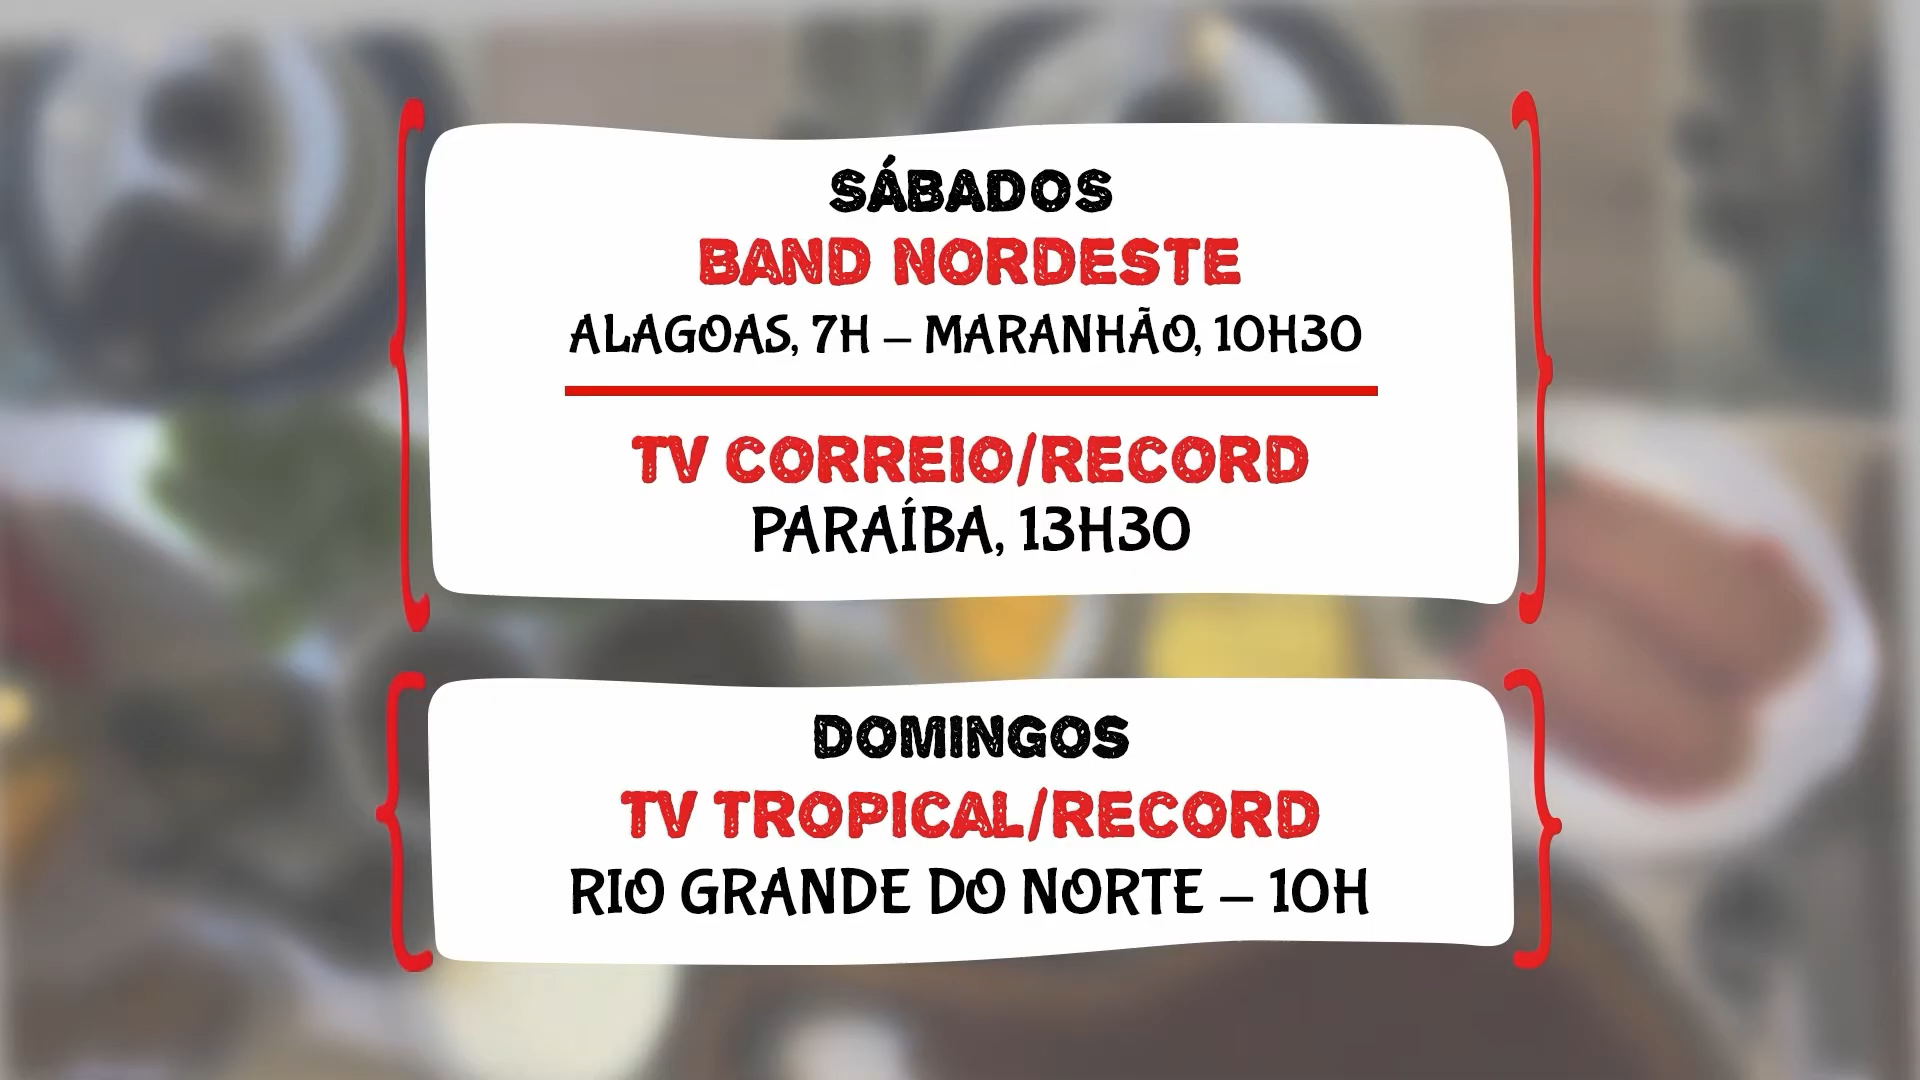 SÁBADOS
BAND NORDESTE
ALAGOAS, 7H – MARANHÃO, 10H30
TV CORREIO/RECORD
PARAÍBA, 13H30
DOMINGOS
TV TROPICAL/RECORD
RIO GRANDE DO NORTE – 10H